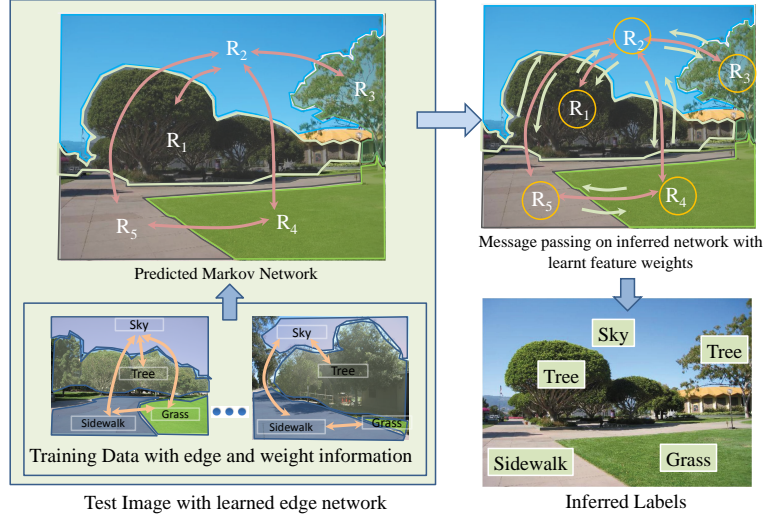 R2
R3
R1
R5
R4
Predicted Markov Network
Sky
Tree
Sidewalk
Grass
Sky
Tree
Sidewalk
Grass
Training Data with edge and weight information
Test Image with learned edge network
R2
R3
R1
R5
R4
Message passing on inferred network with
learnt feature weights
Sky
Tree
Tree
Sidewalk
Grass
Inferred Labels